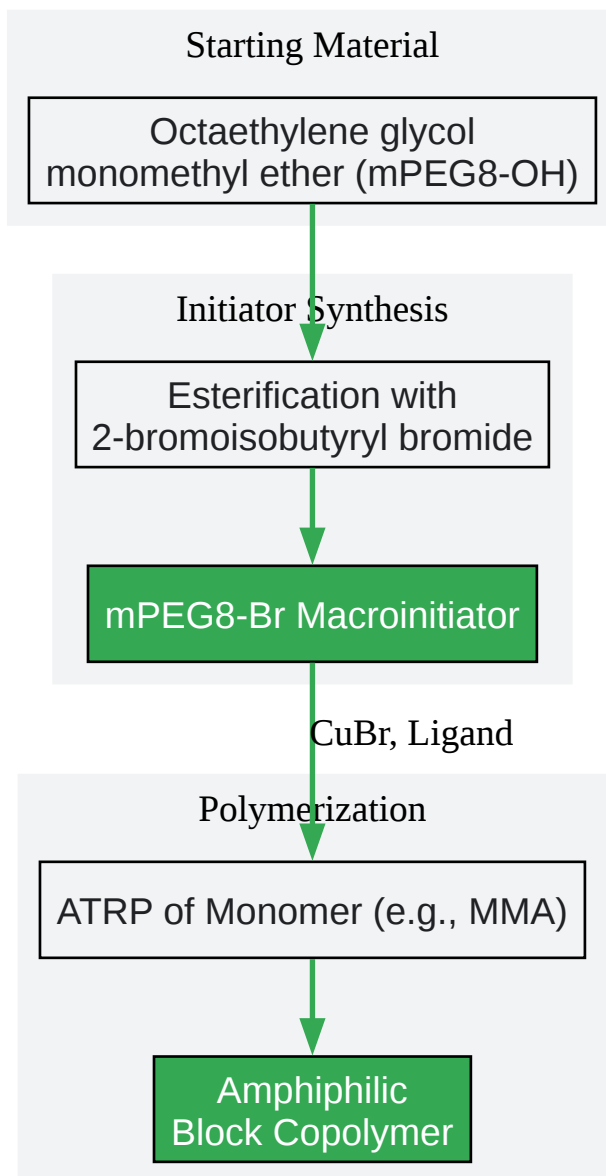 Starting Material
Octaethylene glycol
monomethyl ether (mPEG8-OH)
Initiator Synthesis
Esterification with
2-bromoisobutyryl bromide
mPEG8-Br Macroinitiator
CuBr, Ligand
Polymerization
ATRP of Monomer (e.g., MMA)
Amphiphilic
Block Copolymer